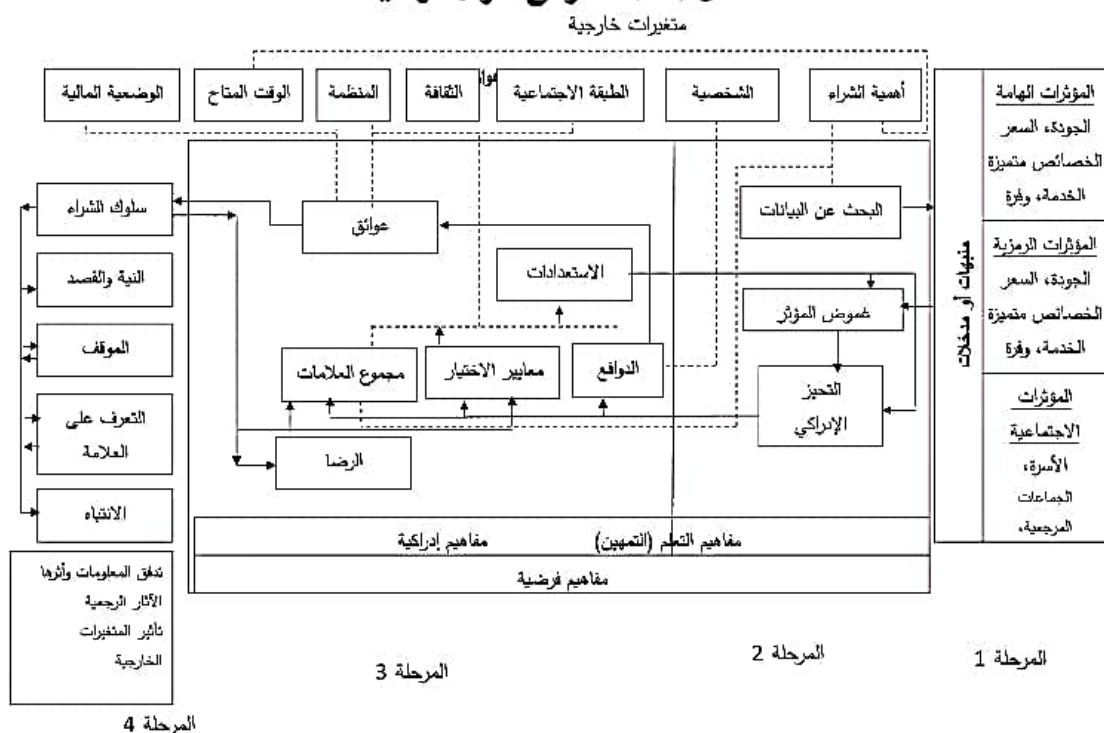 متغيرات خارجية
أهمية الشراء
الشخصية
الطبقة الاجتماعية
الثقافة
المنظمة
الوقت المتاح
الوضعية المالية
المؤثرات الهامة
الجودة، السعر
الخصائص متميزة
الخدمة، وفرة
المؤثرات الرمزية
الجودة، السعر
الخصائص متميزة
الخدمة، وفرة
المؤثرات
الاجتماعية
الأسرة،
الجماعات
المرجعية،
منبهات أو مدخلات
البحث عن البيانات
غموض المؤثر
التحيز
الإدراكي
عوائق
الاستعدادات
الدوافع
معايير الاختيار
مجموع العلامات
الرضا
سلوك الشراء
النية والقصد
الموقف
التعرف على
العلامة
الانتباه
مفاهيم التعلم (التمهين)
مفاهيم إدراكية
مفاهيم فرضية
تدفق المعلومات وأثرها
الآثار الرجعية
تأثير المتغيرات
الخارجية
المرحلة 1
المرحلة 2
المرحلة 3
المرحلة 4